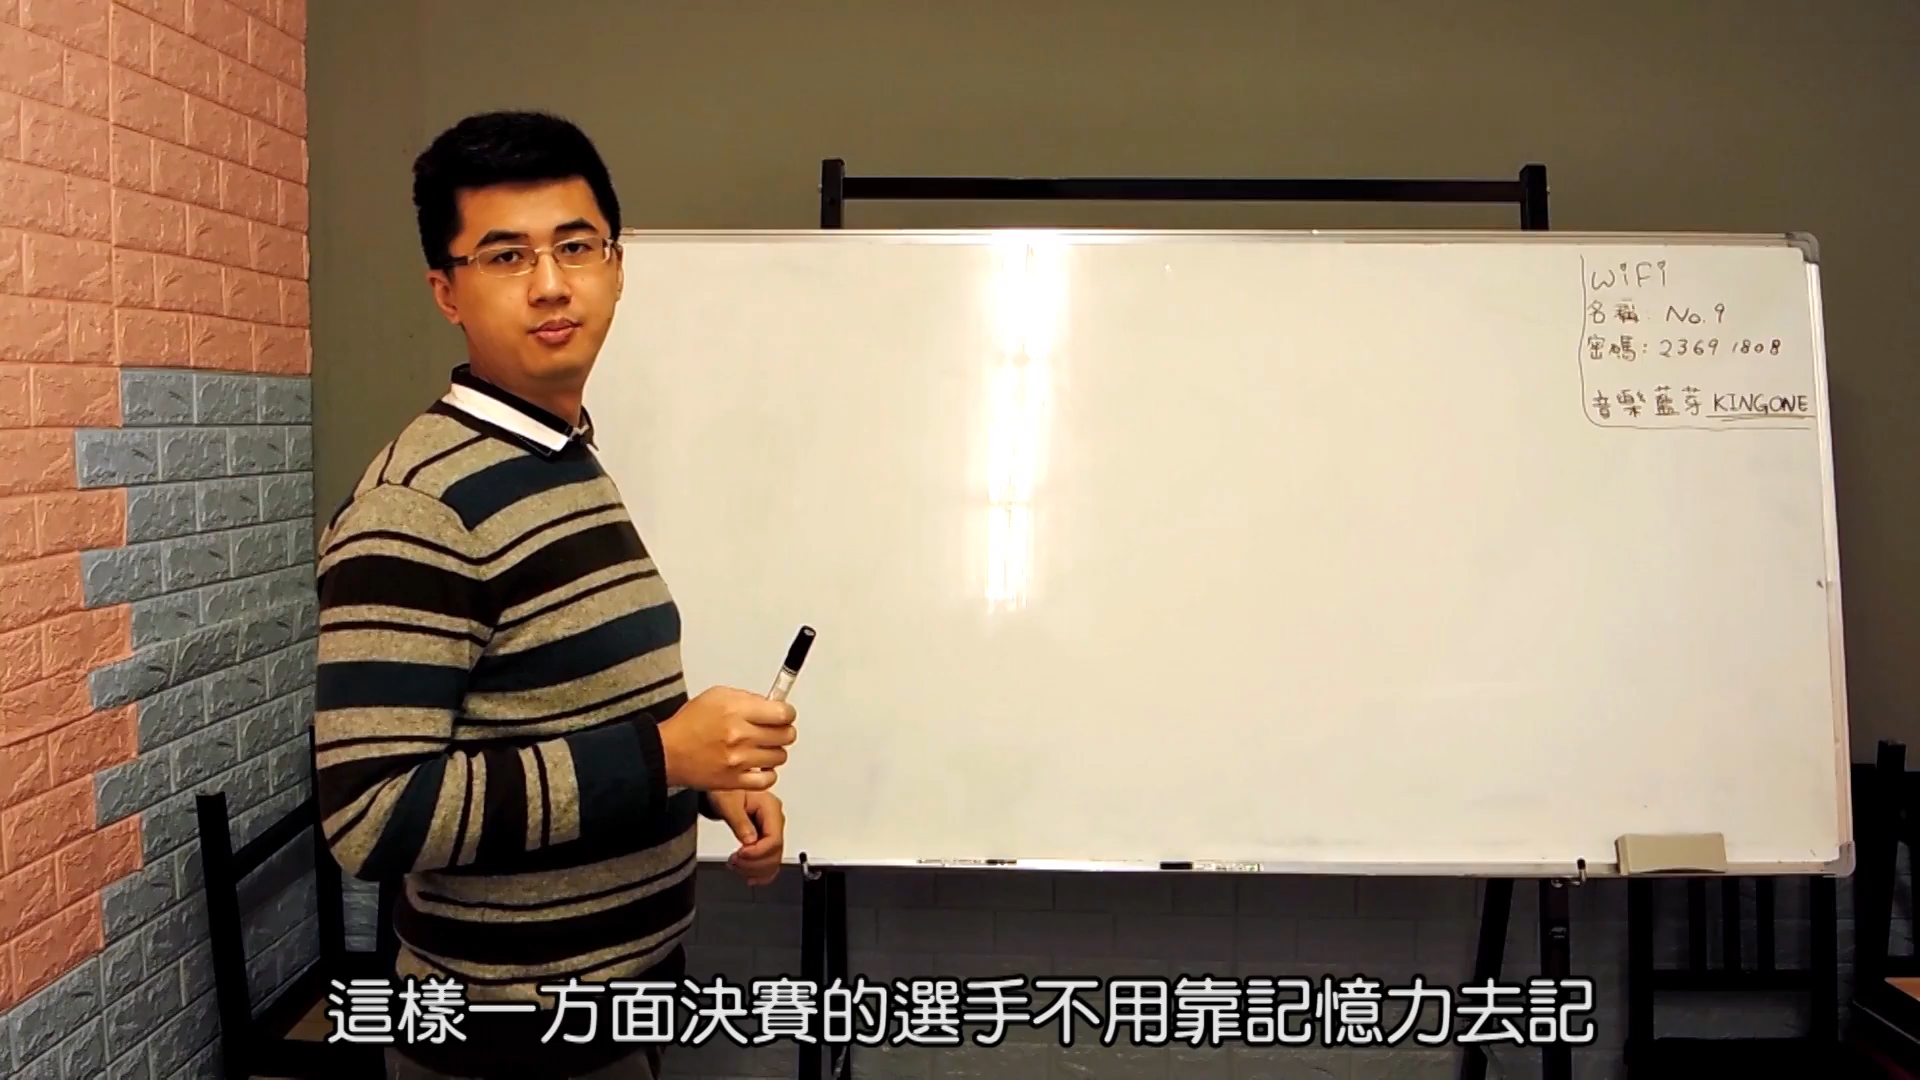 WiFi
名稱: No.9
密碼: 2369 1808
音樂藍芽 KINGONE
這樣一方面決賽的選手不用靠記憶力去記